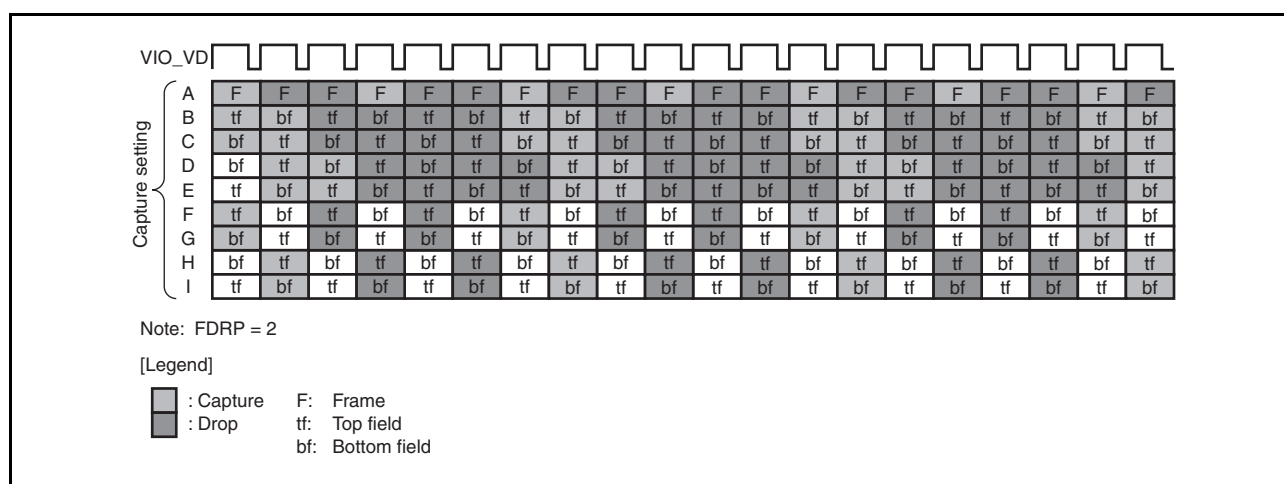 VIO_VD
Capture setting
A F F F F F F F F F F F F F F F F F F F F
B tf bf tf bf tf bf tf bf tf bf tf bf tf bf tf bf tf bf tf bf
C bf tf bf tf bf tf bf tf bf tf bf tf bf tf bf tf bf tf bf tf
D bf tf bf tf bf tf bf tf bf tf bf tf bf tf bf tf bf tf bf tf
E tf bf tf bf tf bf tf bf tf bf tf bf tf bf tf bf tf bf tf bf
F tf bf tf bf tf bf tf bf tf bf tf bf tf bf tf bf tf bf tf bf
G bf tf bf tf bf tf bf tf bf tf bf tf bf tf bf tf bf tf bf tf
H bf tf bf tf bf tf bf tf bf tf bf tf bf tf bf tf bf tf bf tf
I tf bf tf bf tf bf tf bf tf bf tf bf tf bf tf bf tf bf tf bf
Note: FDRP = 2
[Legend]
: Capture F: Frame
: Drop tf: Top field
bf: Bottom field